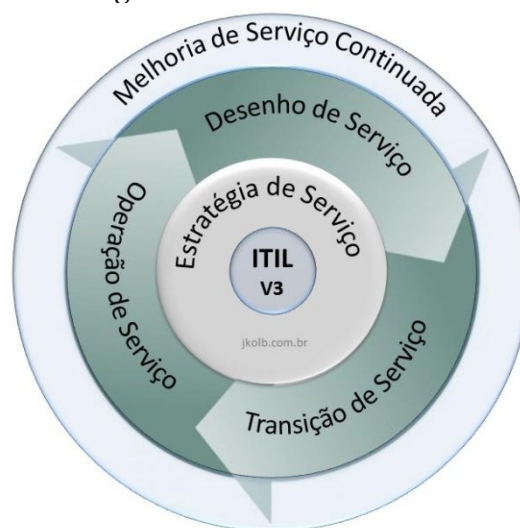 Melhoria de Serviço Continuada
Desenho de Serviço
Estratégia de Serviço
ITIL
V3
jkolb.com.br
Operação de Serviço
Transição de Serviço